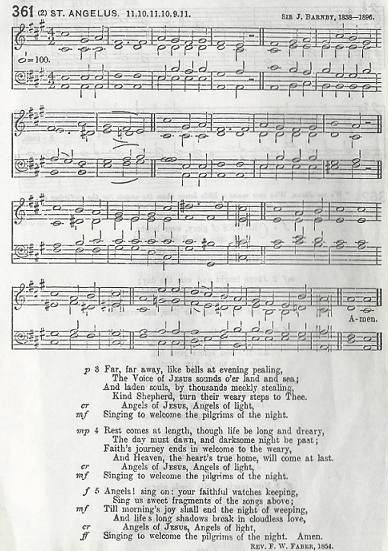 361 (2) ST. ANGELUS. 11.10.11.10.9.11. SIR J. BARNBY, 1838–1896.
=100.
A-men.
p 3 Far, far away, like bells at evening pealing,
The Voice of JESUS sounds o'er land and sea;
And laden souls, by thousands meekly stealing,
Kind Shepherd, turn their weary steps to Thee.
cr Angels of JESUS, Angels of light,
mf Singing to welcome the pilgrims of the night.
mp 4 Rest comes at length, though life be long and dreary,
The day must dawn, and darksome night be past;
Faith's journey ends in welcome to the weary,
And Heaven, the heart's true home, will come at last.
cr Angels of JESUS, Angels of light,
mf Singing to welcome the pilgrims of the night.
f 5 Angels! sing on: your faithful watches keeping,
Sing us sweet fragments of the songs above;
mf Till morning's joy shall end the night of weeping,
And life's long shadows break in cloudless love,
cr Angels of JESUS, Angels of light,
ff Singing to welcome the pilgrims of the night. Amen.
REV. F. W. FABER, 1854.